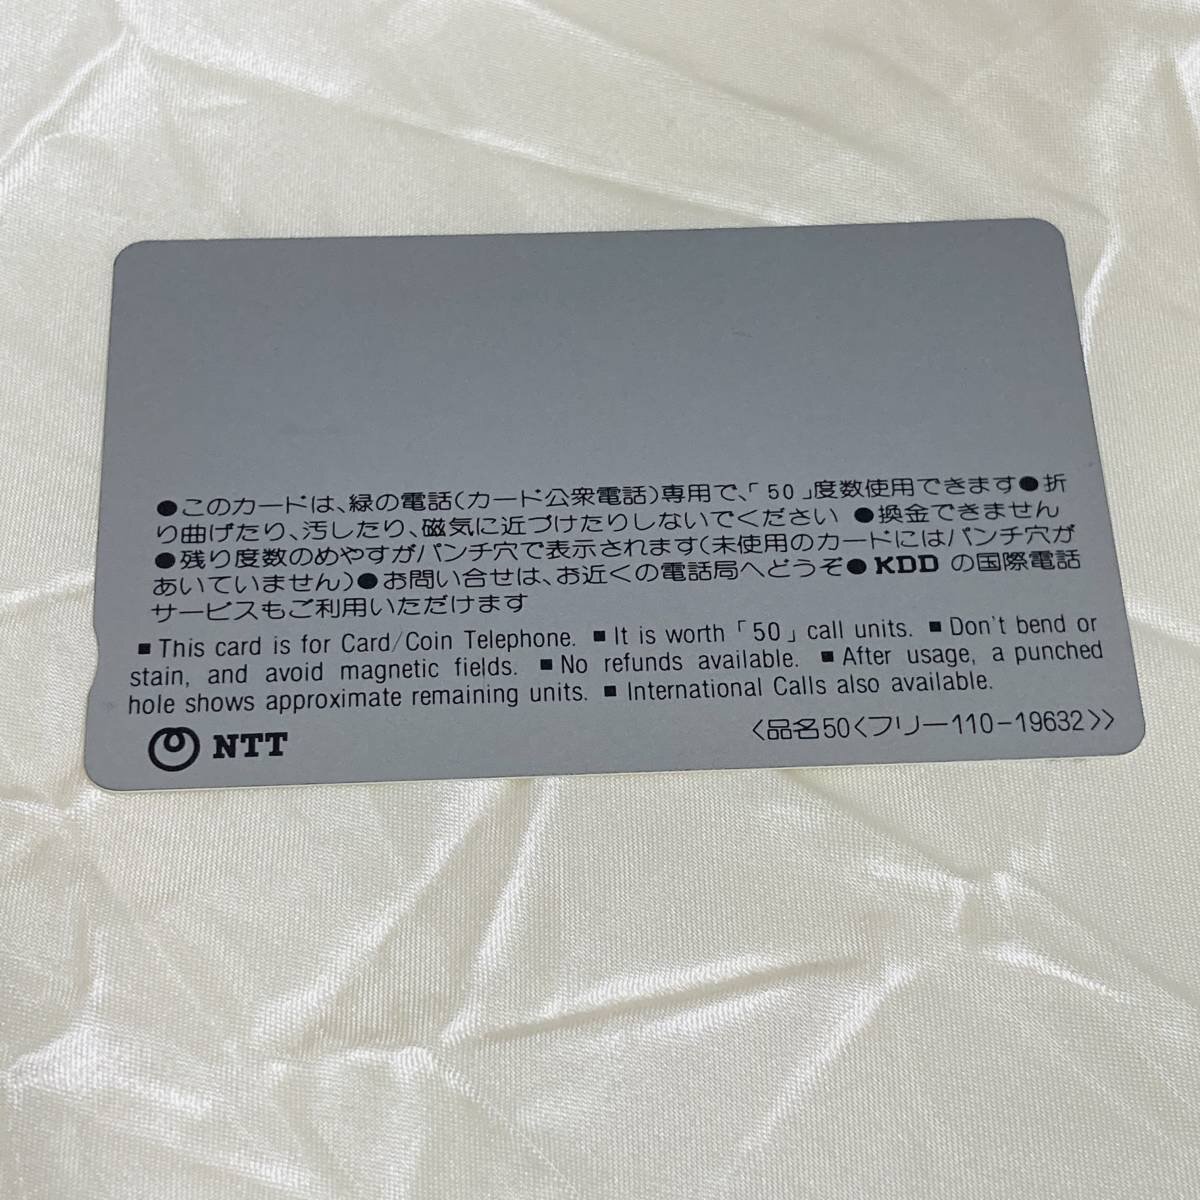 ●このカードは、緑の電話(カード公衆電話)専用で、「50」度数使用できます●折
り曲げたり、汚したり、磁気に近づけたりしないでください ●換金できません
●残り度数のめやすがパンチ穴で表示されます(未使用のカードにはパンチ穴が
あいていません)●お問い合せは、お近くの電話局へどうぞ●KDDの国際電話
サービスもご利用いただけます
■ This card is for Card/Coin Telephone. ■ It is worth「50」call units. ■ Don't bend or
stain, and avoid magnetic fields. ■ No refunds available. ■ After usage, a punched
hole shows approximate remaining units. ■ International Calls also available.
NTT
<品名50<フリー110-19632>>